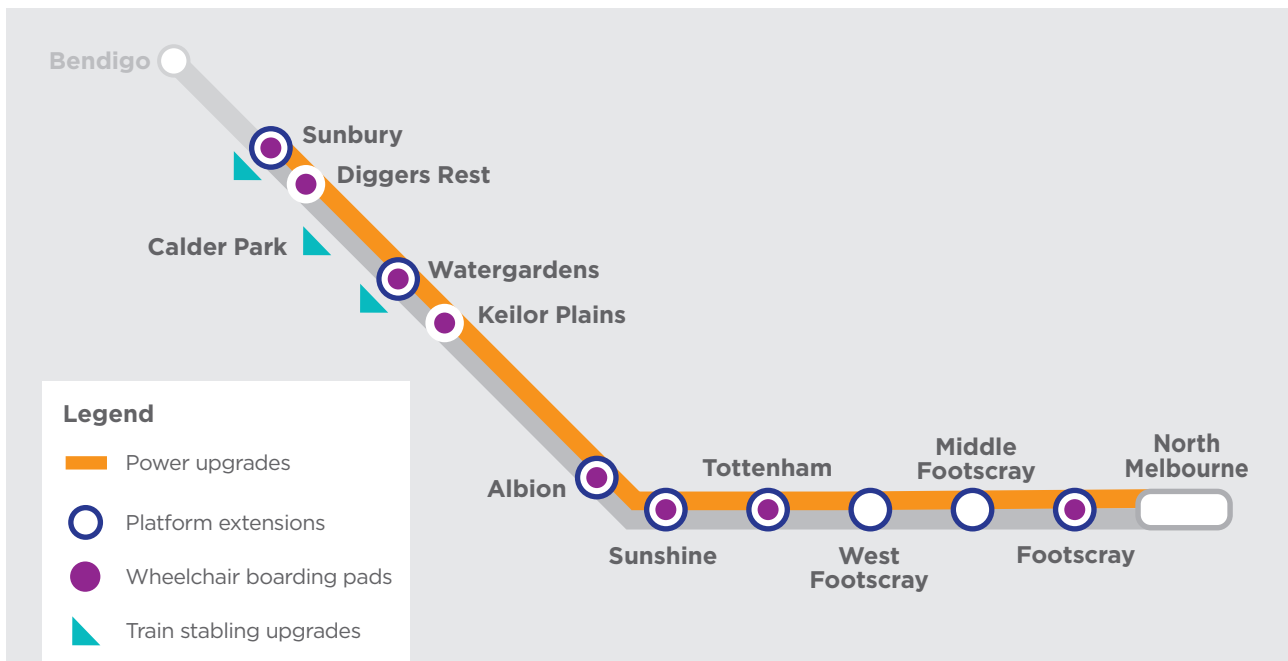 Bendigo
Sunbury
Diggers Rest
Calder Park
Watergardens
Keilor Plains
Albion
Sunshine
Tottenham
West
Footscray
Middle
Footscray
Footscray
North
Melbourne
Legend
Power upgrades
Platform extensions
Wheelchair boarding pads
Train stabling upgrades